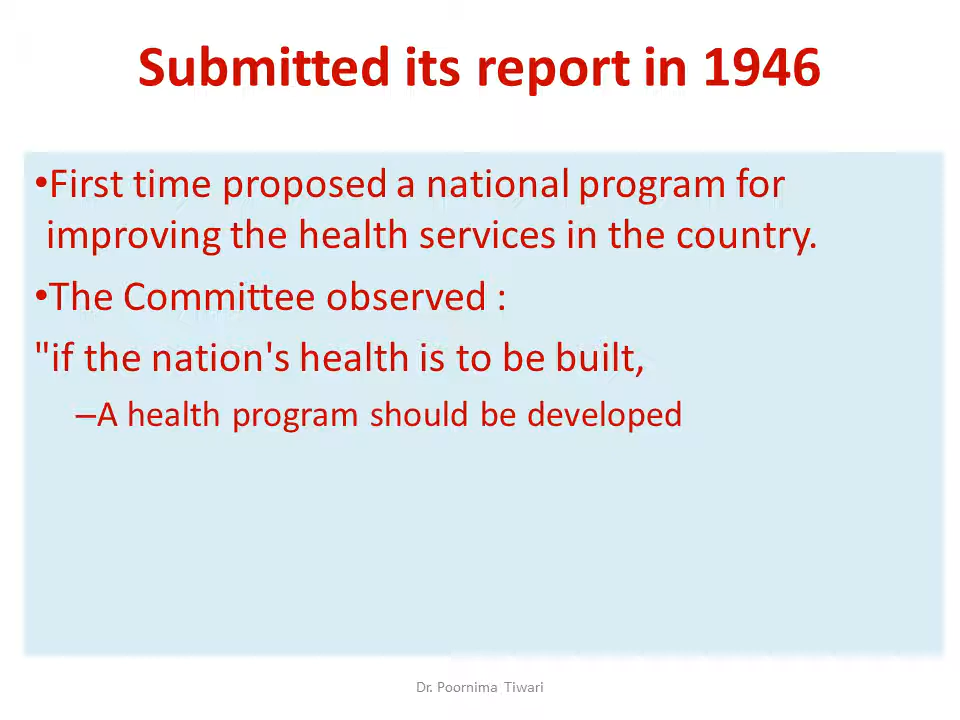 Submitted its report in 1946
•First time proposed a national program for
improving the health services in the country.
•The Committee observed :
"if the nation's health is to be built,
–A health program should be developed
Dr. Poornima Tiwari